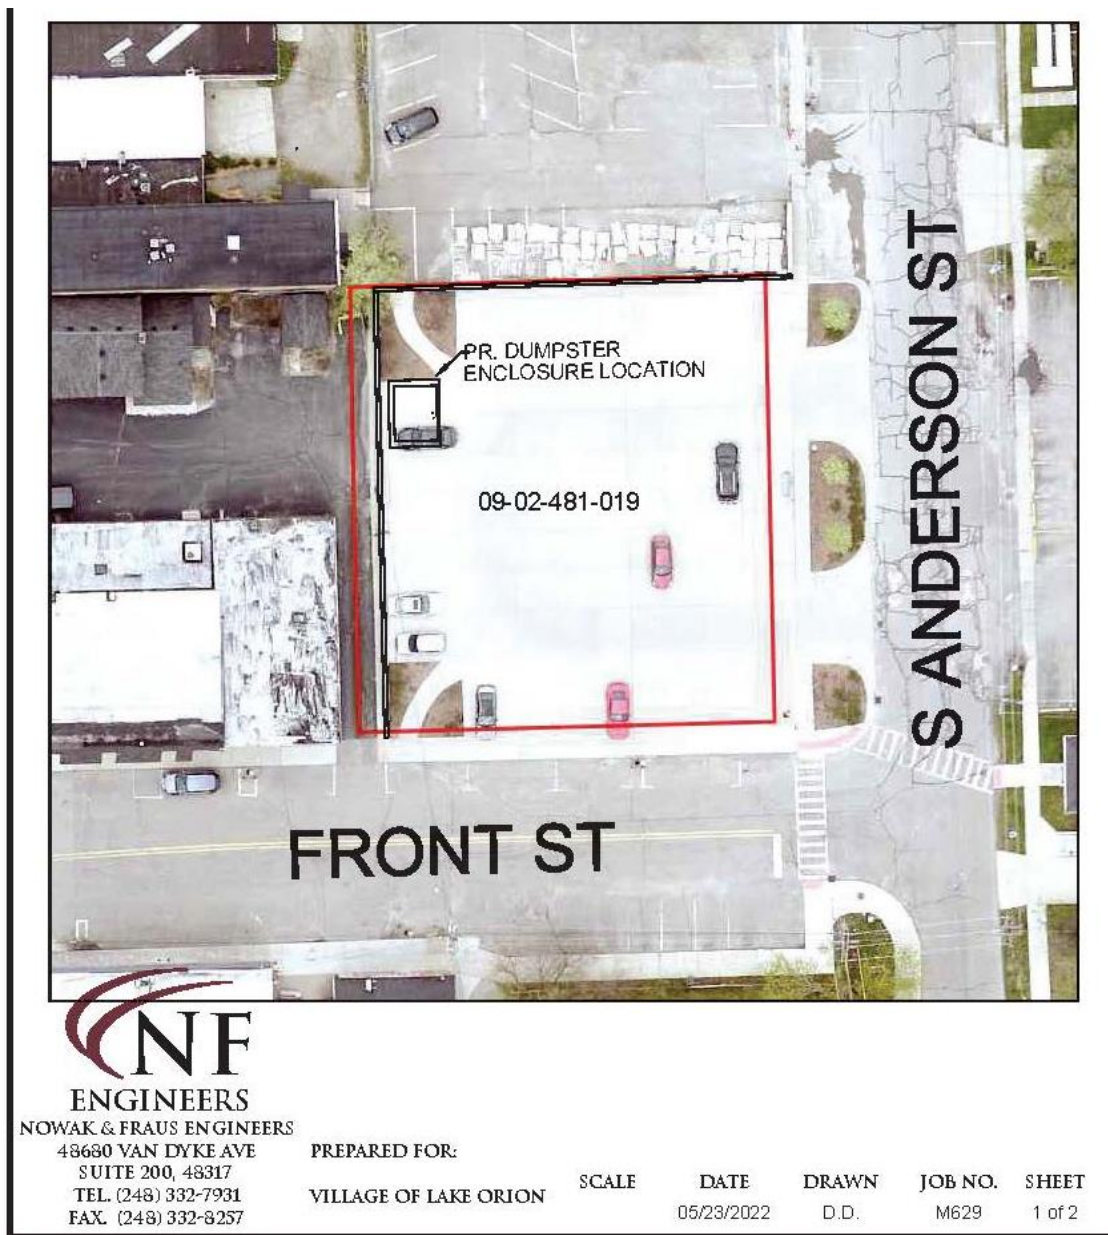 PR. DUMPSTER
ENCLOSURE LOCATION
09-02-481-019
S ANDERSON ST
FRONT ST
NF
ENGINEERS
NOWAK & FRAUS ENGINEERS
48680 VAN DYKE AVE
SUITE 200, 48317
TEL. (248) 332-7931
FAX. (248) 332-8257
PREPARED FOR:
VILLAGE OF LAKE ORION
SCALE DATE DRAWN JOB NO. SHEET
05/23/2022 D.D. M629 1 of 2